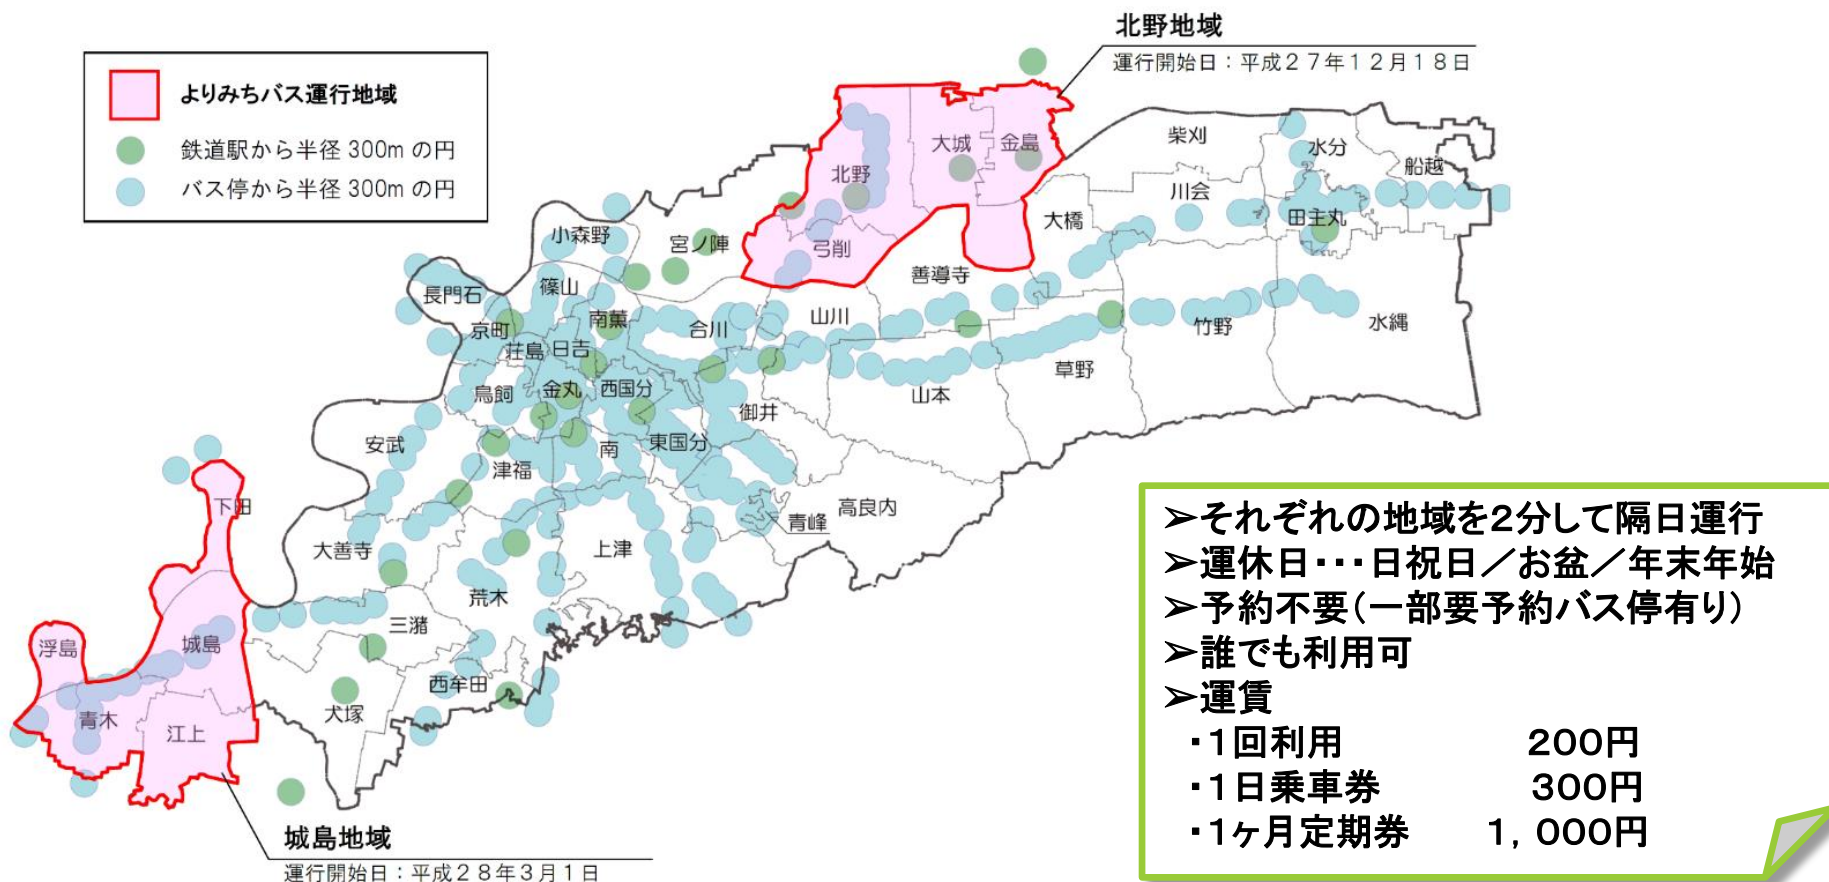 北野地域
運行開始日：平成２７年１２月１８日
よりみちバス運行地域
鉄道駅から半径 300m の円
バス停から半径 300m の円
柴刈
水分
船越
大城
金島
北野
川会
田主丸
大橋
小森野
宮ノ陣
弓削
善導寺
長門石
篠山
京町
南薫
合川
山川
竹野
水縄
荘島
日吉
草野
鳥飼
金丸
西国分
山本
御井
安武
津福
南
東国分
下田
高良内
青峰
大善寺
上津
荒木
三潴
浮島
城島
西牟田
青木
江上
犬塚
城島地域
運行開始日：平成２８年３月１日
➢それぞれの地域を２分して隔日運行
➢運休日・・・日祝日／お盆／年末年始
➢予約不要（一部要予約バス停有り）
➢誰でも利用可
➢運賃
・１回利用　２００円
・１日乗車券　３００円
・１ヶ月定期券　１，０００円